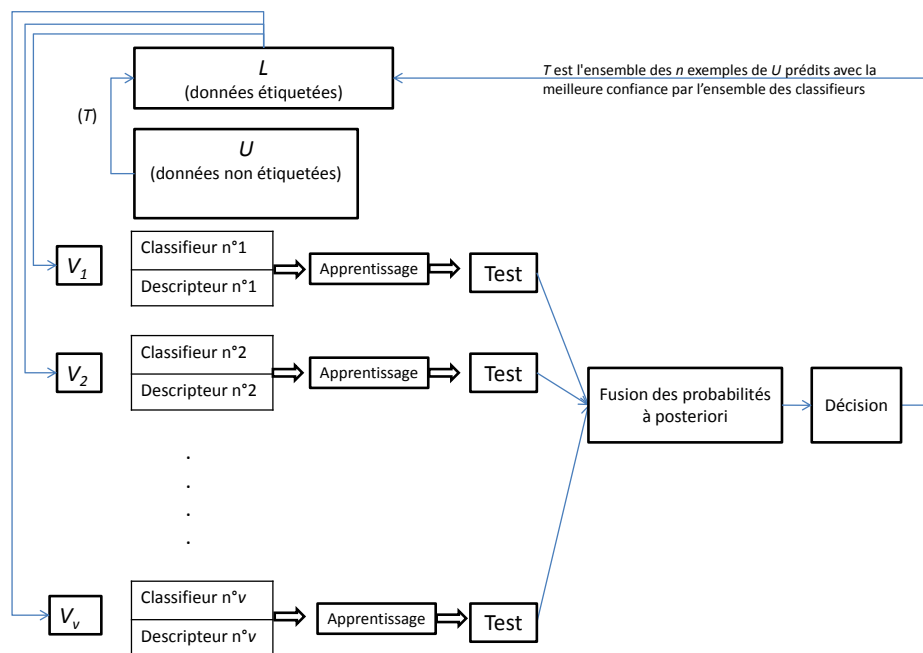 L
(données étiquetées)
T est l'ensemble des n exemples de U prédits avec la
meilleure confiance par l'ensemble des classifieurs
(T)
U
(données non étiquetées)
V1
Classifieur n°1
Descripteur n°1
Apprentissage
Test
V2
Classifieur n°2
Descripteur n°2
Apprentissage
Test
Fusion des probabilités
à posteriori
Décision
.
.
.
.
Vv
Classifieur n°v
Descripteur n°v
Apprentissage
Test